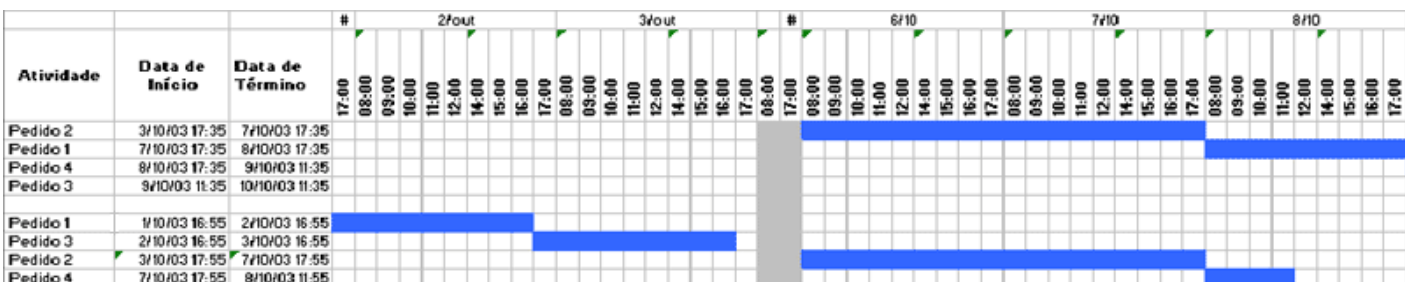 # 2/out 3/out # 6/10 7/10 8/10
Atividade Data de Início Data de Término 17:00 08:00 09:00 10:00 11:00 12:00 14:00 15:00 16:00 17:00 08:00 09:00 10:00 11:00 12:00 14:00 15:00 16:00 17:00 08:00 17:00 08:00 09:00 10:00 11:00 12:00 14:00 15:00 16:00 17:00 08:00 09:00 10:00 11:00 12:00 14:00 15:00 16:00 17:00 08:00 09:00 10:00 11:00 12:00 14:00 15:00 16:00 17:00
Pedido 2 3/10/03 17:35 7/10/03 17:35
Pedido 1 7/10/03 17:35 8/10/03 17:35
Pedido 4 8/10/03 17:35 9/10/03 11:35
Pedido 3 9/10/03 11:35 10/10/03 11:35
Pedido 1 1/10/03 16:55 2/10/03 16:55
Pedido 3 2/10/03 16:55 3/10/03 16:55
Pedido 2 3/10/03 17:55 7/10/03 17:55
Pedido 4 7/10/03 17:55 8/10/03 11:55